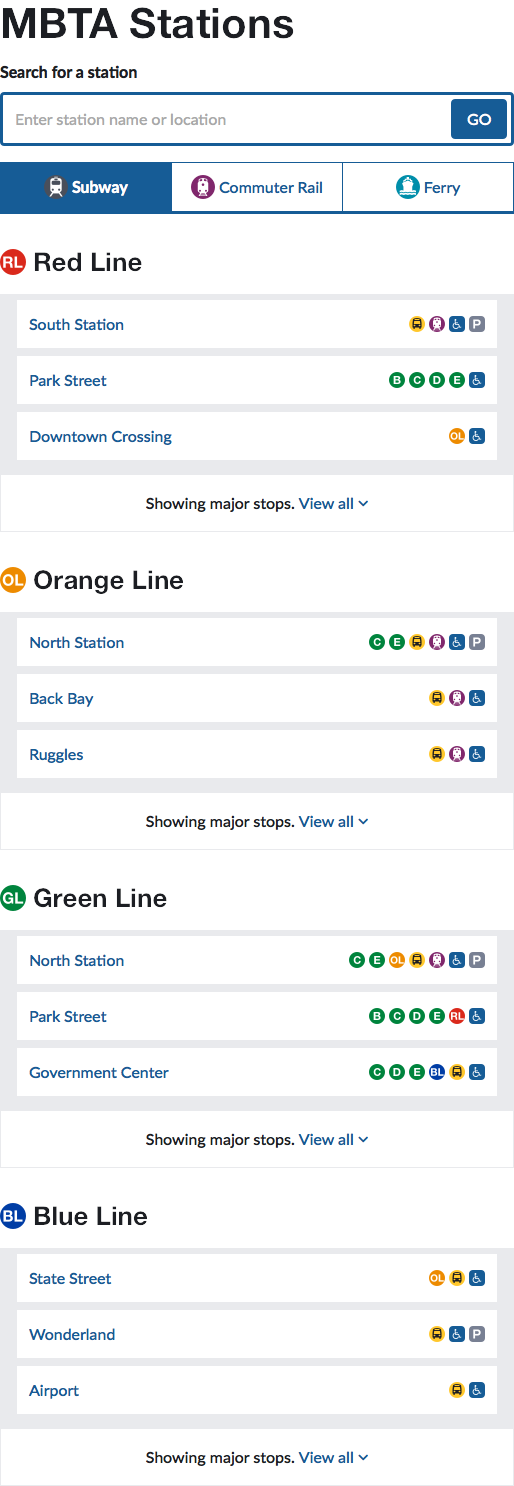 MBTA Stations
Search for a station
Enter station name or location GO
Subway Commuter Rail Ferry
RL Red Line
South Station P
Park Street B C D E
Downtown Crossing OL
Showing major stops. View all
OL Orange Line
North Station C E P
Back Bay
Ruggles
Showing major stops. View all
GL Green Line
North Station C E OL P
Park Street B C D E RL
Government Center C D E BL
Showing major stops. View all
BL Blue Line
State Street OL
Wonderland P
Airport
Showing major stops. View all